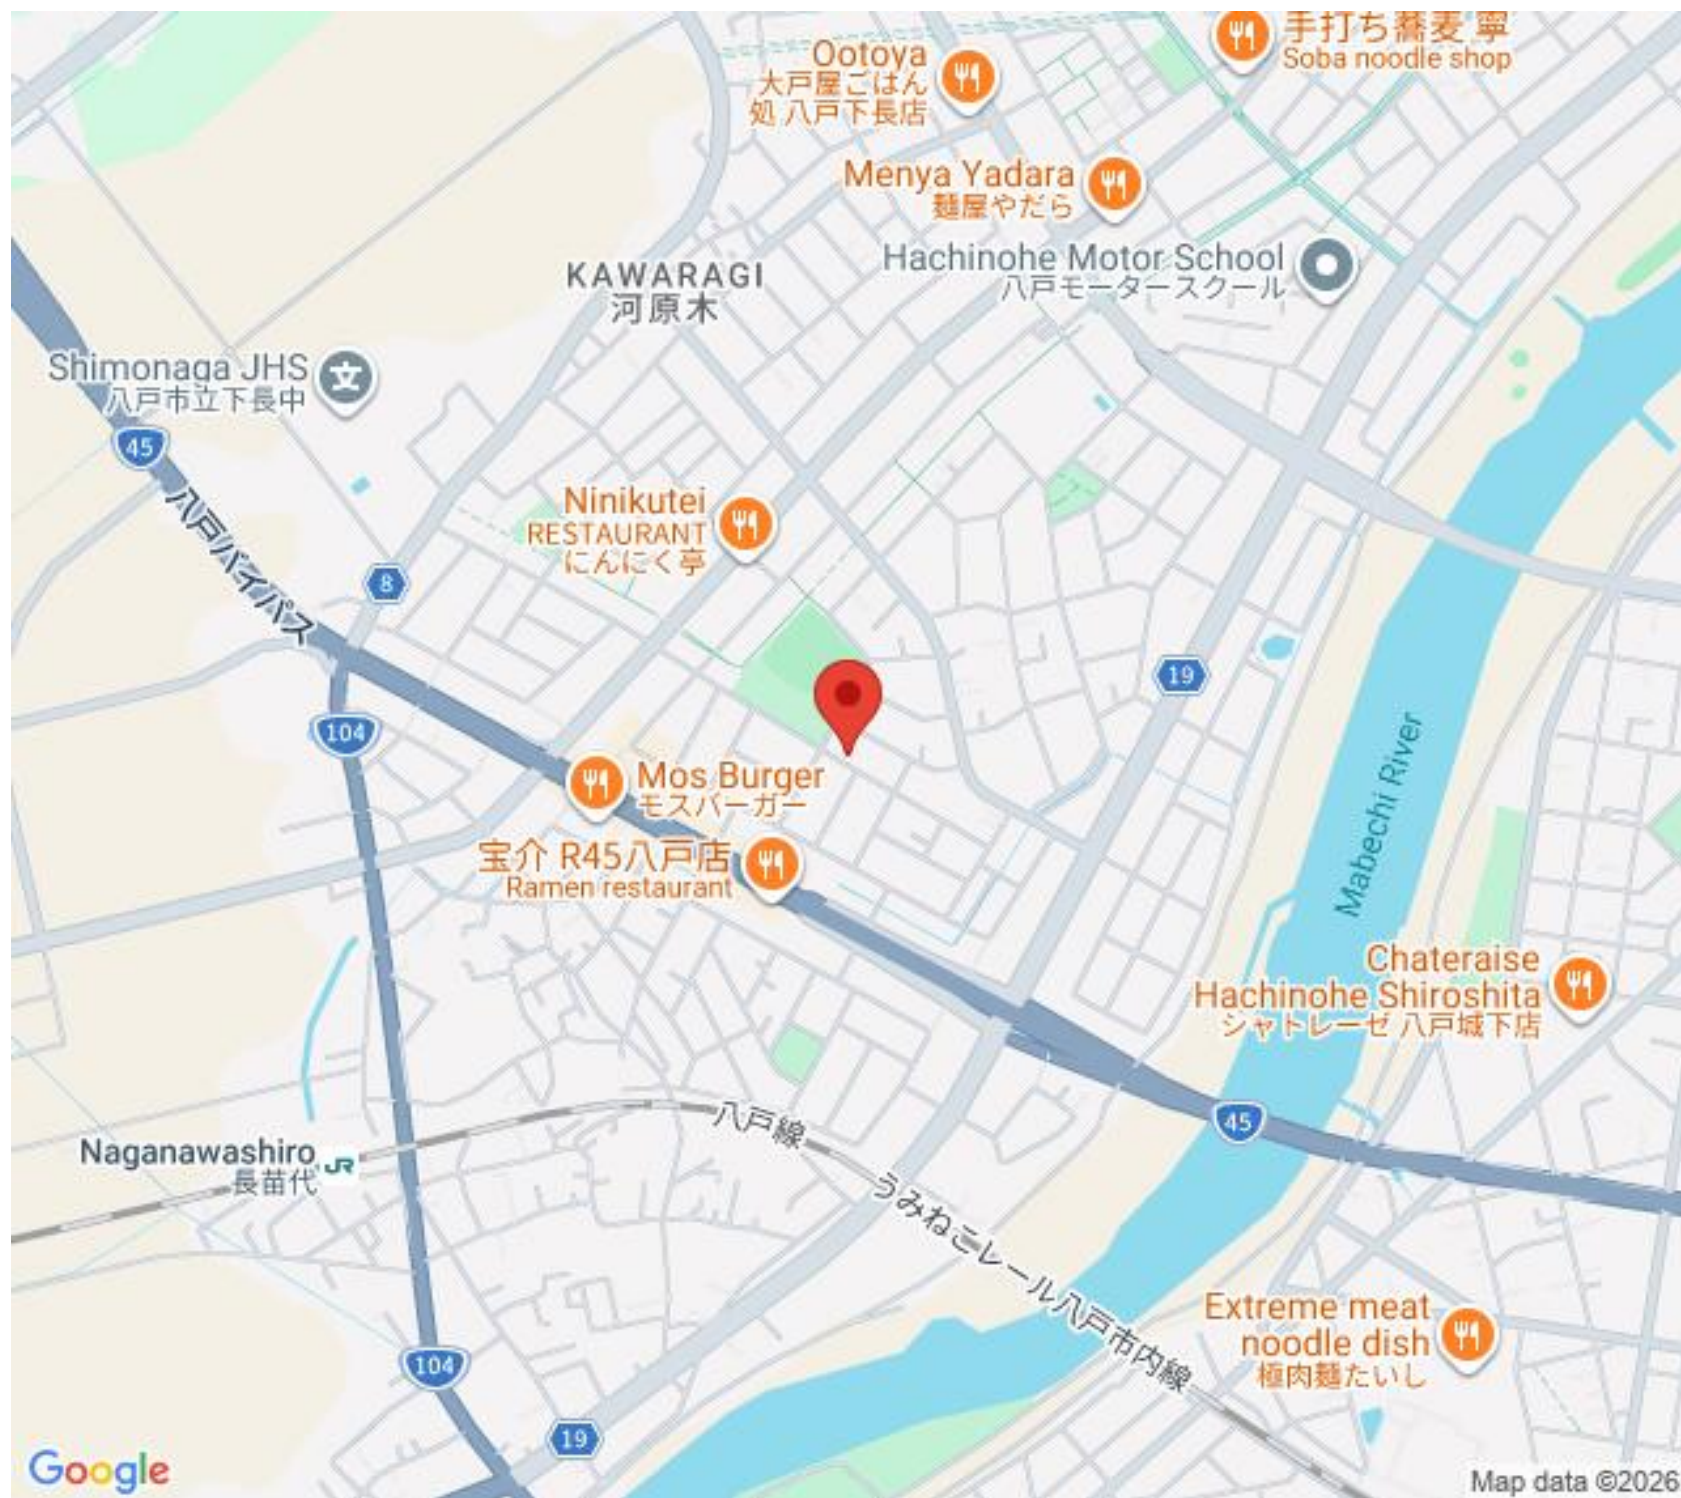 手打ち蕎麦 寧
Soba noodle shop
Ootoya
大戸屋ごはん
処 八戸下長店
Menya Yadara
麺屋やだら
Hachinohe Motor School
八戸モータースクール
KAWARAGI
河原木
Shimonaga JHS
八戸市立下長中
文
45
八戸バイパス
Ninikutei
RESTAURANT
にんにく亭
8
19
104
Mos Burger
モスバーガー
宝介 R45八戸店
Ramen restaurant
Mabechi River
Chateraise
Hachinohe Shiroshita
シャトレーゼ 八戸城下店
45
八戸線
Naganawashiro
長苗代
JR
うみねこレール八戸市内線
Extreme meat
noodle dish
極肉麺たいし
104
19
Google
Map data ©2026